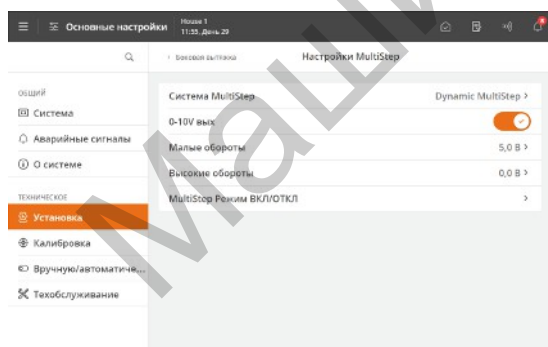 Основные настройки
House 1
11:33, День 29
Боковая вытяжка
Настройки MultiStep
ОБЩИЙ
Система
Аварийные сигналы
О системе
ТЕХНИЧЕСКОЕ
Установка
Калибровка
Вручную/автоматиче...
Техобслуживание
Система MultiStep
Dynamic MultiStep
0-10V вых
Малые обороты
5,0 В
Высокие обороты
0,0 В
MultiStep Режим ВКЛ/ОТКЛ
Маши